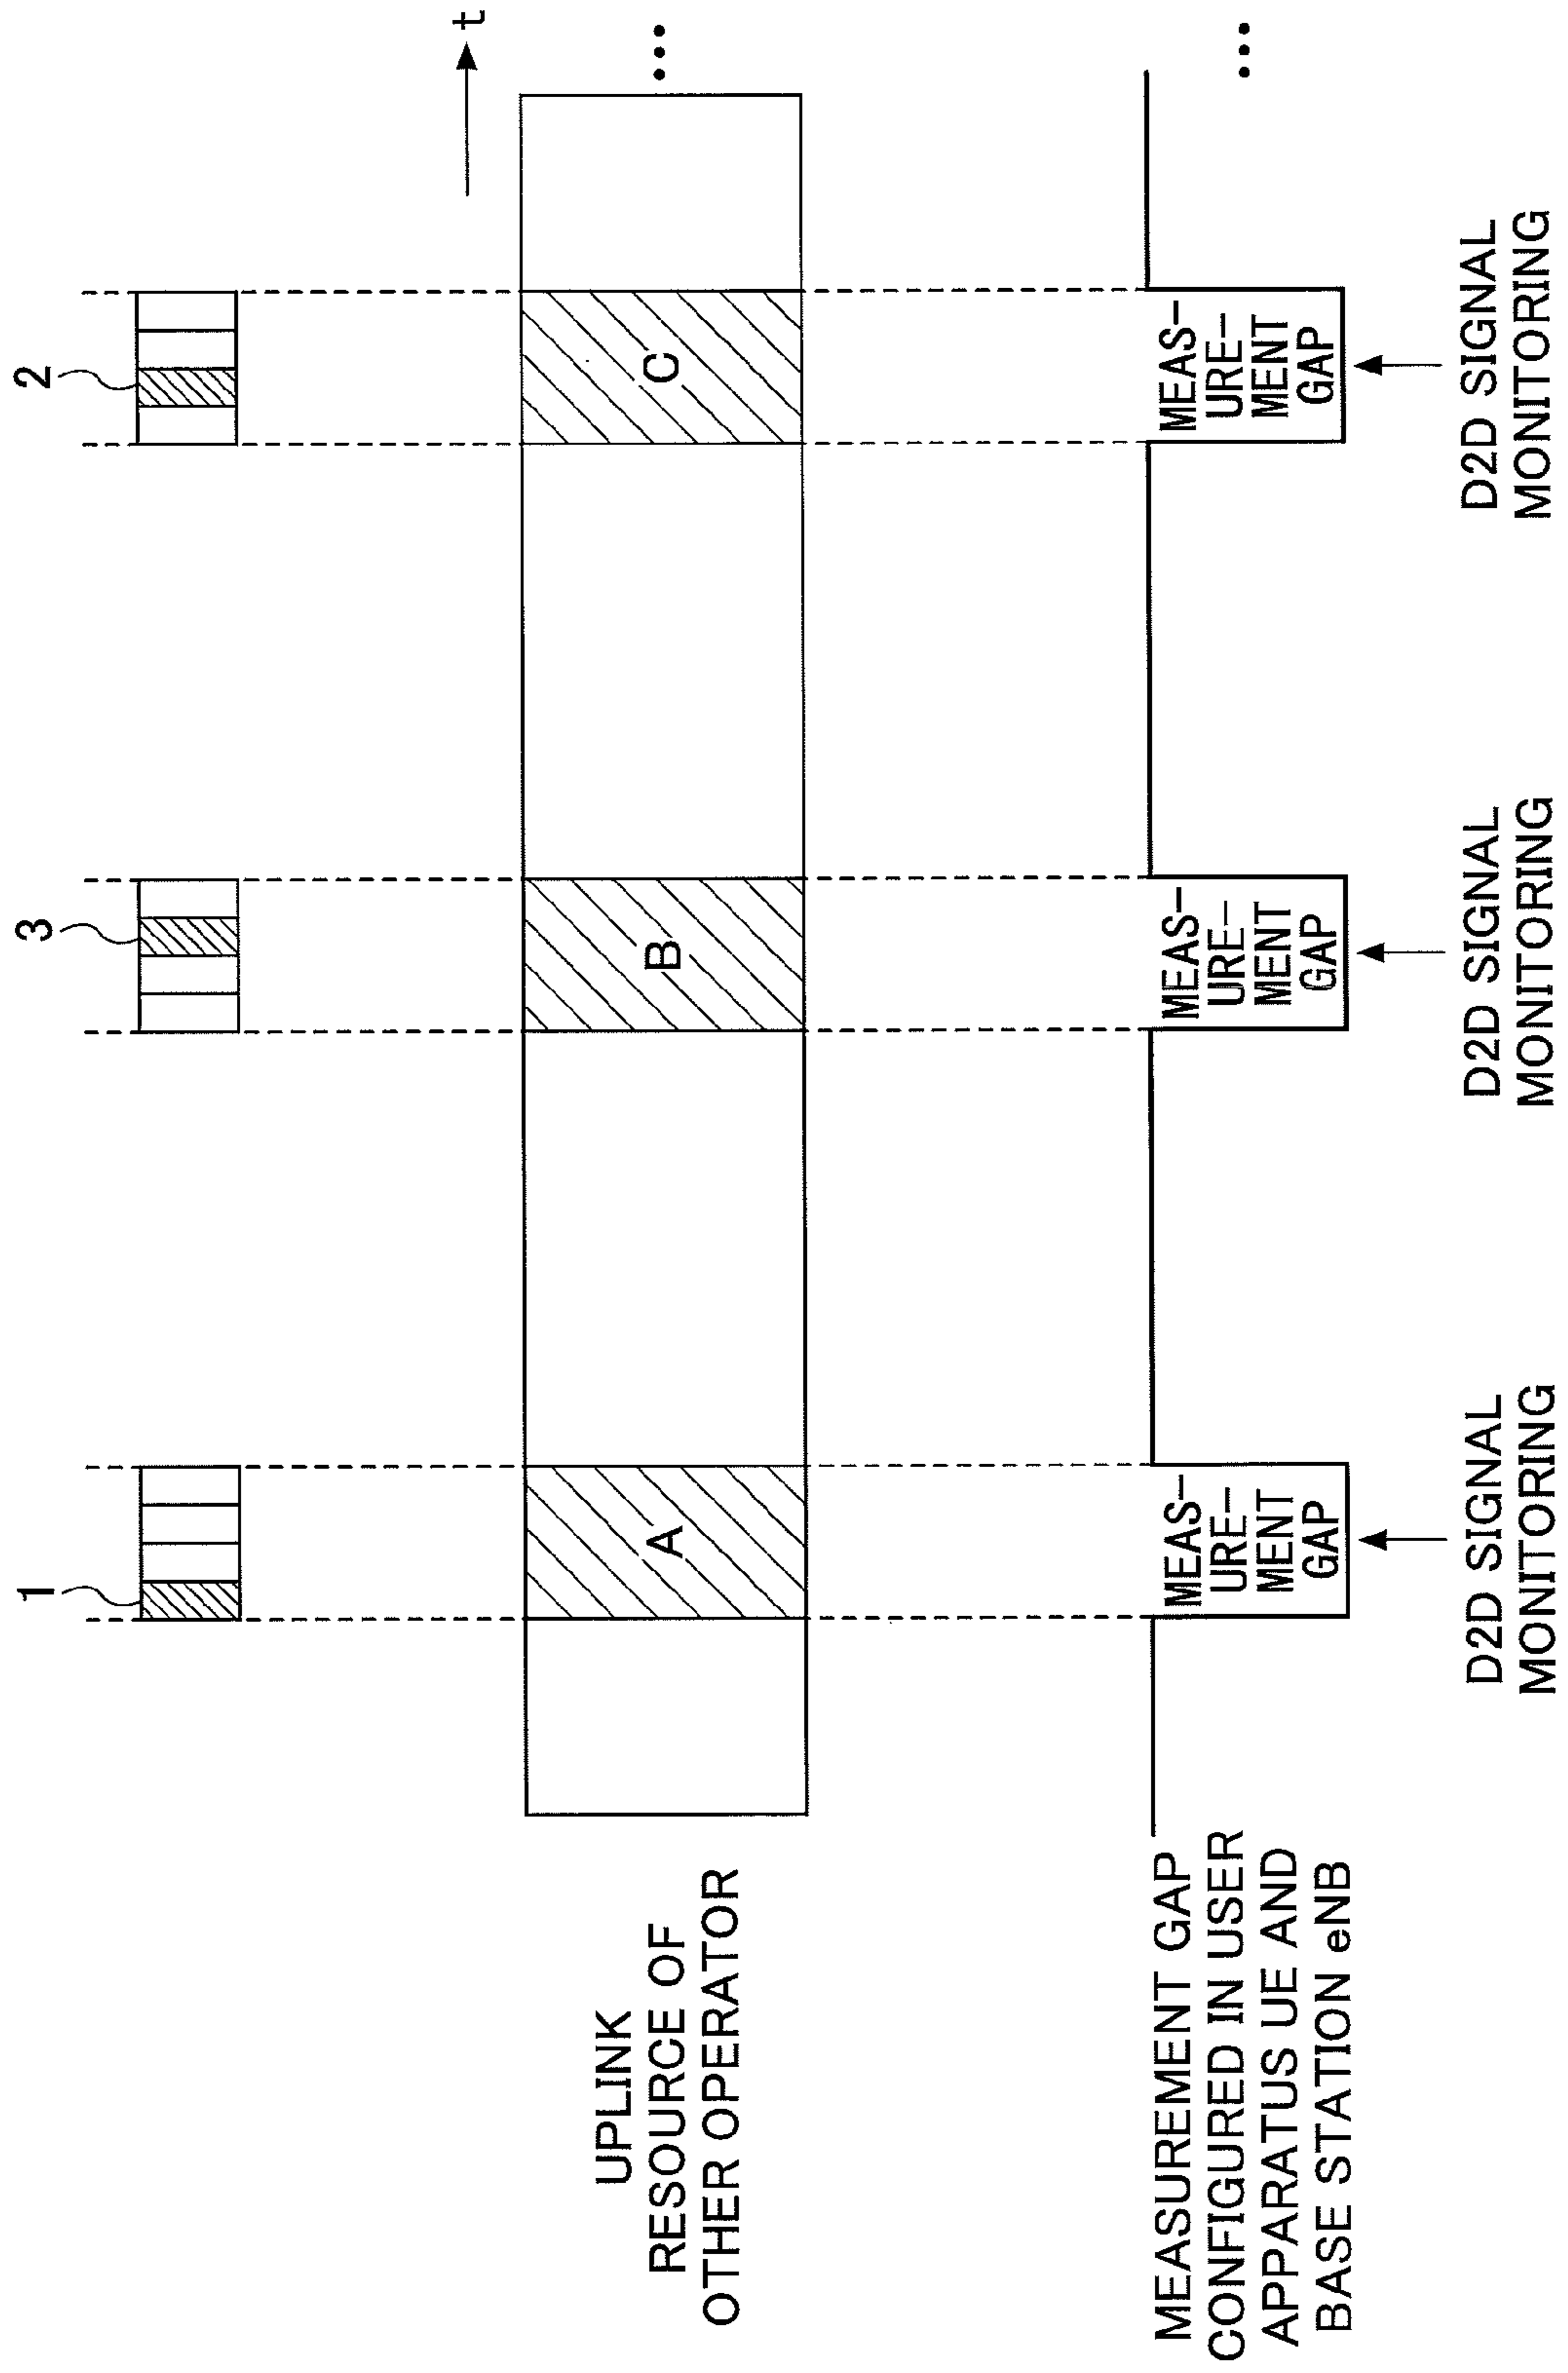 1
3
2
t
UPLINK
RESOURCE OF
OTHER OPERATOR
A
B
C
...
MEASUREMENT GAP
CONFIGURED IN USER
APPARATUS UE AND
BASE STATION eNB
MEAS-
URE-
MENT
GAP
MEAS-
URE-
MENT
GAP
MEAS-
URE-
MENT
GAP
...
D2D SIGNAL
MONITORING
D2D SIGNAL
MONITORING
D2D SIGNAL
MONITORING